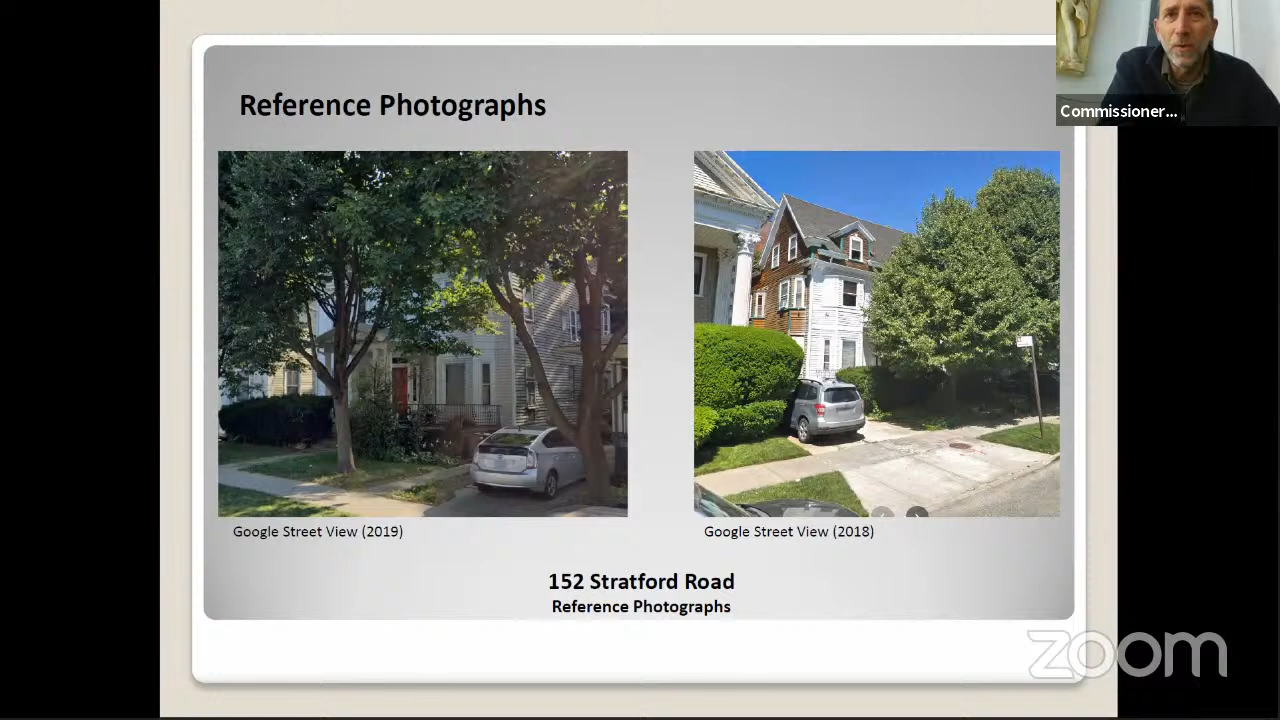 Reference Photographs
Commissioner...
Google Street View (2019)
Google Street View (2018)
152 Stratford Road
Reference Photographs
zoom